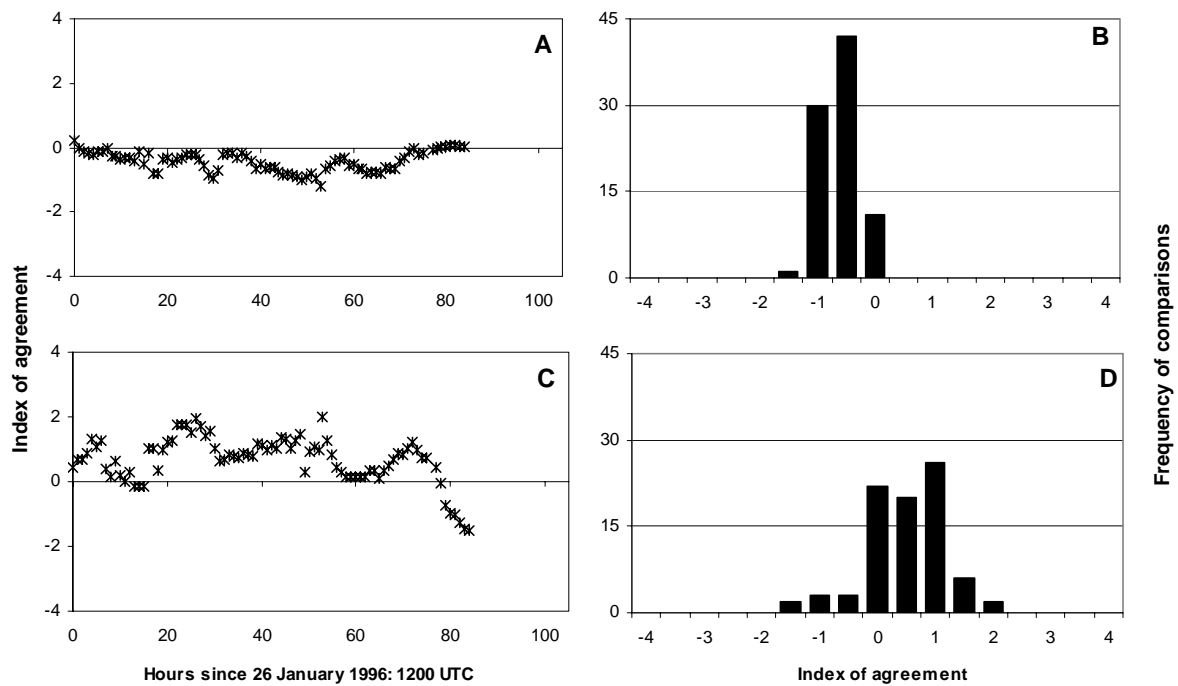 4
2
0
-2
-4
0 20 40 60 80 100
A
45
30
15
0
-4 -3 -2 -1 0 1 2 3 4
B
Index of agreement
Frequency of comparisons
4
2
0
-2
-4
0 20 40 60 80 100
C
Hours since 26 January 1996: 1200 UTC
45
30
15
0
-4 -3 -2 -1 0 1 2 3 4
D
Index of agreement